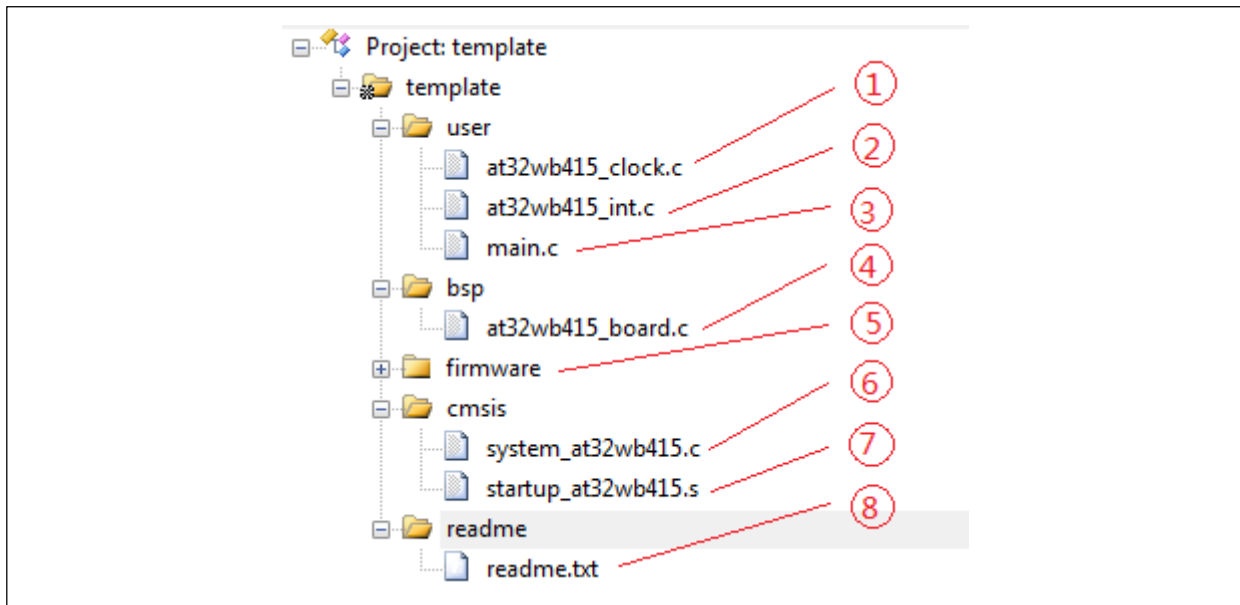 Project: template
template
①
user
at32wb415_clock.c
②
at32wb415_int.c
③
main.c
④
bsp
at32wb415_board.c
⑤
firmware
⑥
cmsis
system_at32wb415.c
⑦
startup_at32wb415.s
⑧
readme
readme.txt